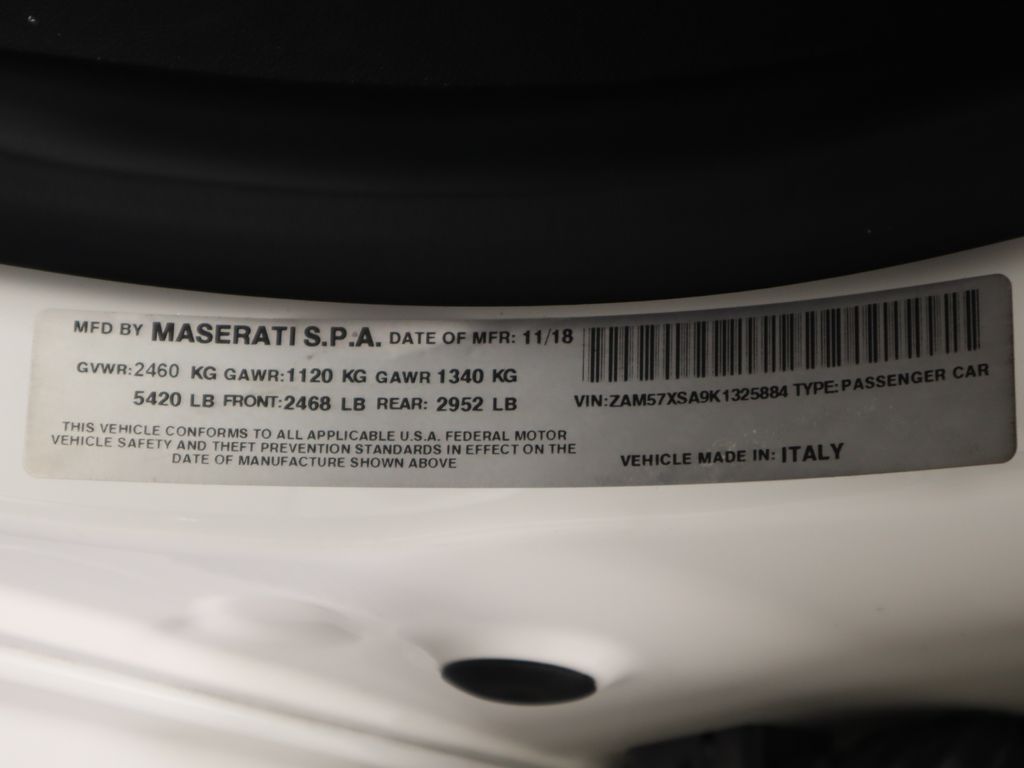 MFD BY MASERATI S.P.A. DATE OF MFR: 11/18
GVWR:2460 KG GAWR:1120 KG GAWR 1340 KG
5420 LB FRONT:2468 LB REAR: 2952 LB
THIS VEHICLE CONFORMS TO ALL APPLICABLE U.S.A. FEDERAL MOTOR
VEHICLE SAFETY AND THEFT PREVENTION STANDARDS IN EFFECT ON THE
DATE OF MANUFACTURE SHOWN ABOVE
VIN:ZAM57XSA9K1325884 TYPE:PASSENGER CAR
VEHICLE MADE IN: ITALY